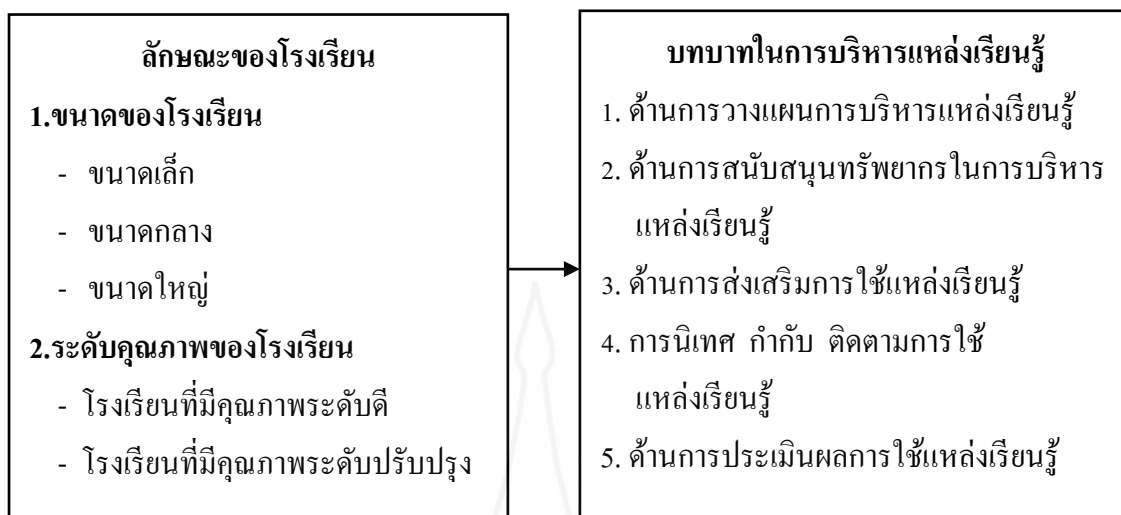 ลักษณะของโรงเรียน
1.ขนาดของโรงเรียน
- ขนาดเล็ก
- ขนาดกลาง
- ขนาดใหญ่
2.ระดับคุณภาพของโรงเรียน
- โรงเรียนที่มีคุณภาพระดับดี
- โรงเรียนที่มีคุณภาพระดับปรับปรุง
บทบาทในการบริหารแหล่งเรียนรู้
1. ด้านการวางแผนการบริหารแหล่งเรียนรู้
2. ด้านการสนับสนุนทรัพยากรในการบริหาร
แหล่งเรียนรู้
3. ด้านการส่งเสริมการใช้แหล่งเรียนรู้
4. การนิเทศ กำกับ ติดตามการใช้
แหล่งเรียนรู้
5. ด้านการประเมินผลการใช้แหล่งเรียนรู้